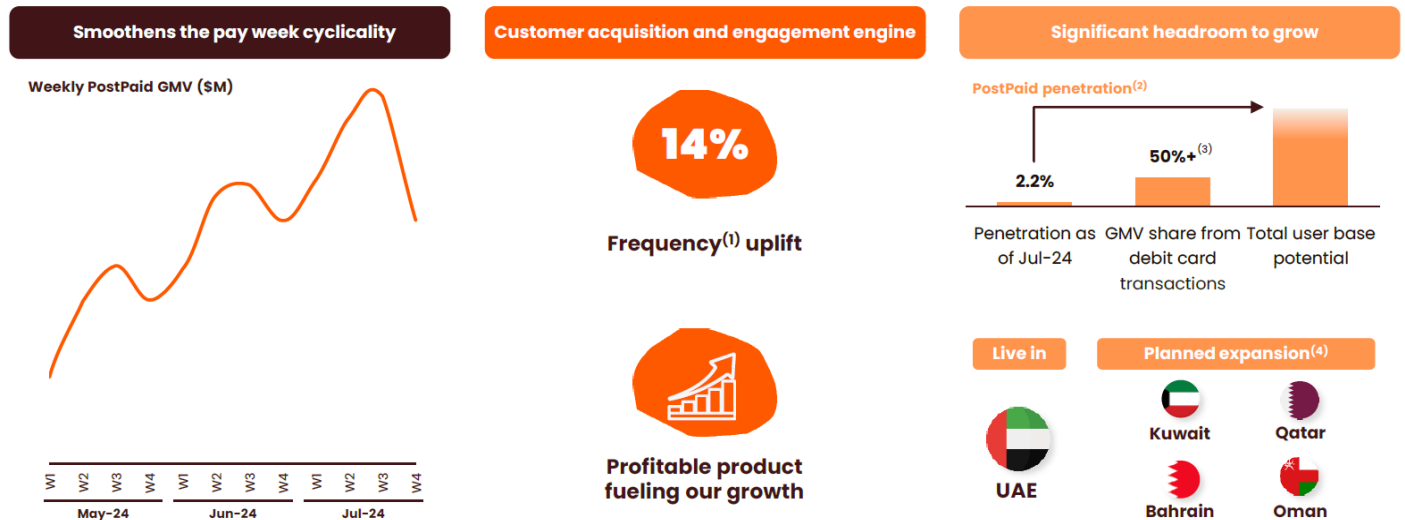 Smoothens the pay week cyclicality
Weekly PostPaid GMV ($M)
W1 W2 W3 W4 W1 W2 W3 W4 W1 W2 W3 W4
May-24 Jun-24 Jul-24
Customer acquisition and engagement engine
14%
Frequency(1) uplift
Profitable product
fueling our growth
Significant headroom to grow
PostPaid penetration(2)
2.2%
50%+(3)
Penetration as
of Jul-24
GMV share from
debit card
transactions
Total user base
potential
Live in
UAE
Planned expansion(4)
Kuwait
Qatar
Bahrain
Oman